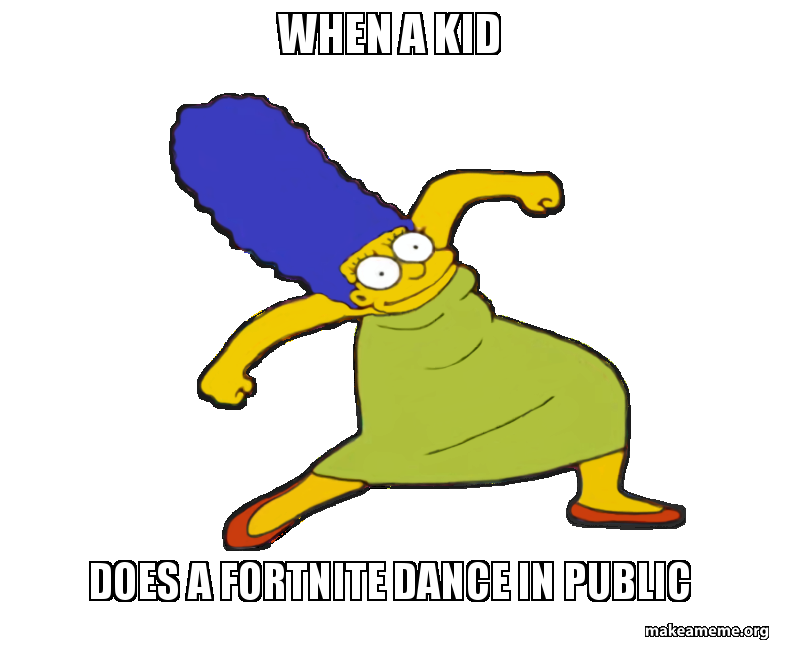 WHEN A KID
DOES A FORTNITE DANCE IN PUBLIC
makeameme.org